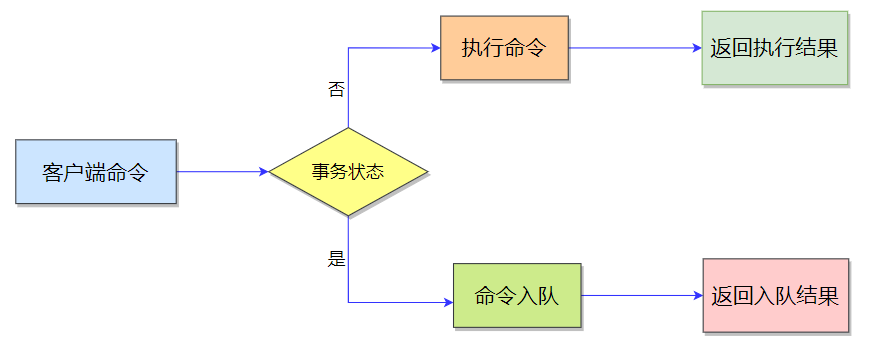 客户端命令
事务状态
否
执行命令
返回执行结果
是
命令入队
返回入队结果